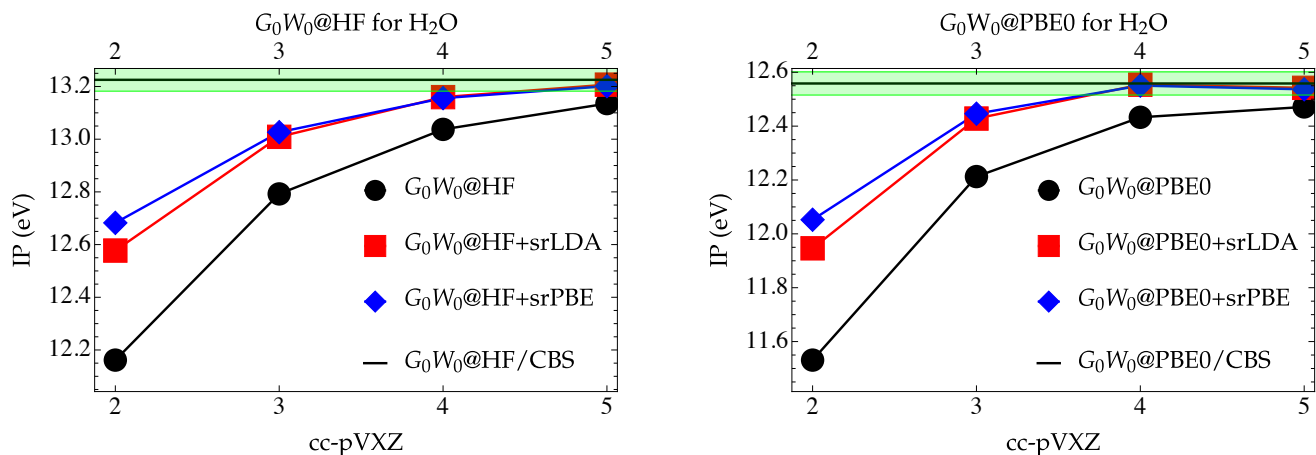 G₀W₀@HF for H₂O
2 3 4 5
13.2
13.0
12.8
12.6
12.4
12.2
IP (eV)
G₀W₀@HF
G₀W₀@HF+srLDA
G₀W₀@HF+srPBE
G₀W₀@HF/CBS
2 3 4 5
cc-pVXZ
G₀W₀@PBE0 for H₂O
2 3 4 5
12.6
12.4
12.2
12.0
11.8
11.6
IP (eV)
G₀W₀@PBE0
G₀W₀@PBE0+srLDA
G₀W₀@PBE0+srPBE
G₀W₀@PBE0/CBS
2 3 4 5
cc-pVXZ